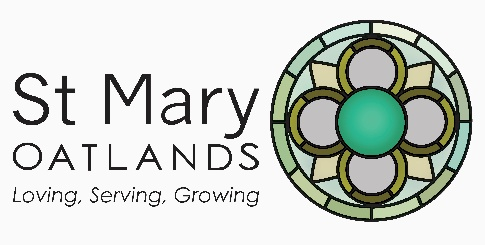 St Mary
OATLANDS
Loving, Serving, Growing